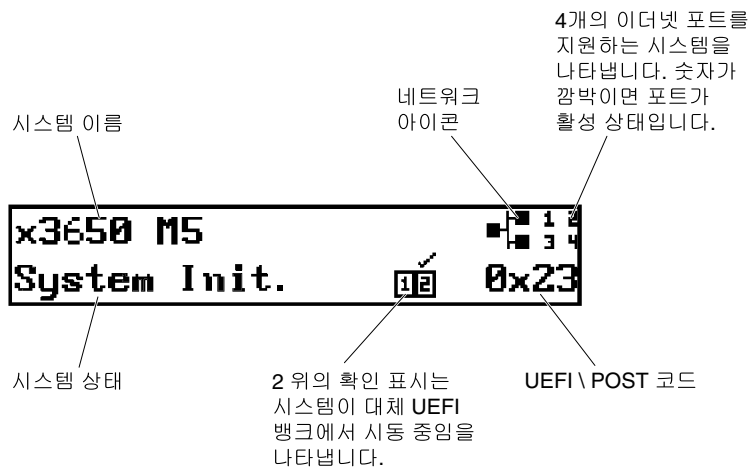 4개의 이더넷 포트를
지원하는 시스템을
나타냅니다. 숫자가
깜박이면 포트가
활성 상태입니다.
네트워크
아이콘
시스템 이름
x3650 M5
1 2
3 4
System Init.
1 2
0x23
시스템 상태
2 위의 확인 표시는
시스템이 대체 UEFI
뱅크에서 시동 중임을
나타냅니다.
UEFI \ POST 코드